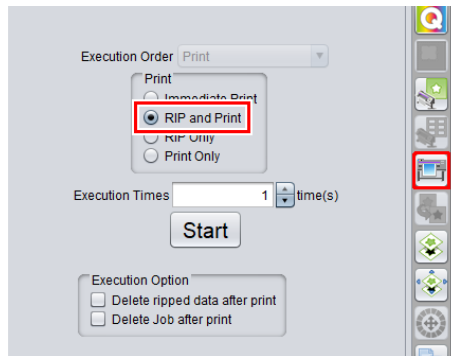 Execution Order Print
Print
Immediate Print
RIP and Print
RIP Only
Print Only
Execution Times 1 time(s)
Start
Execution Option
Delete ripped data after print
Delete Job after print